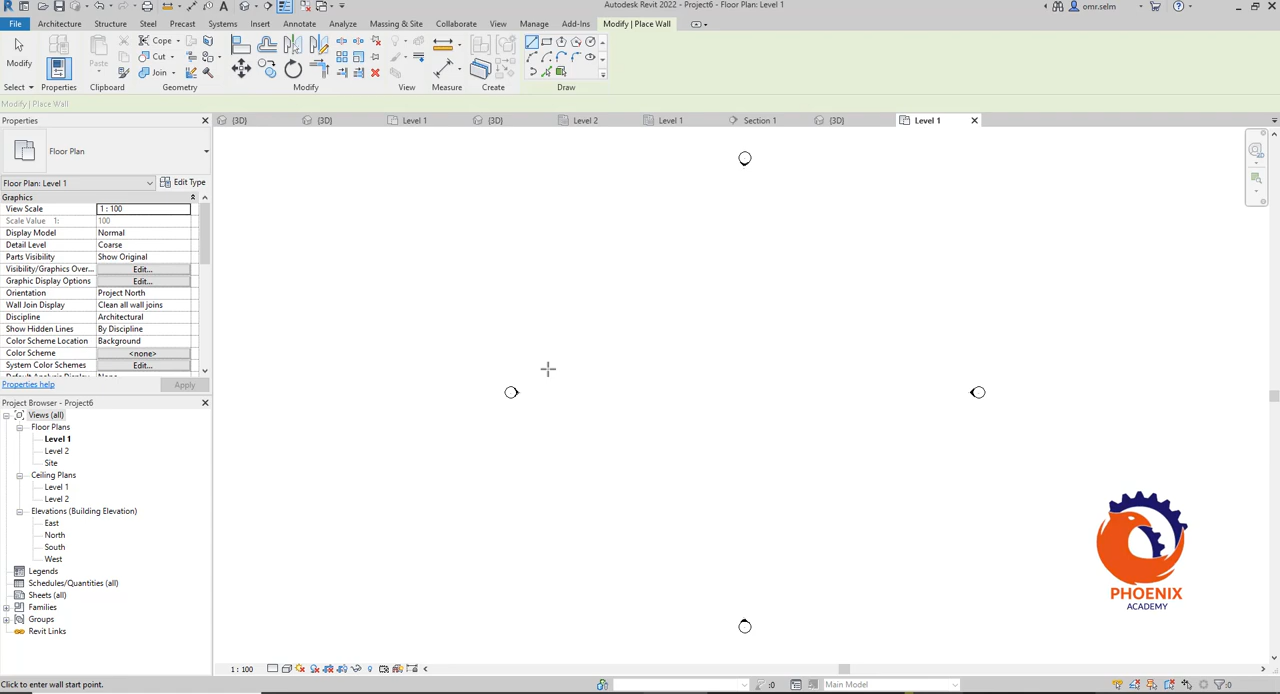 Autodesk Revit 2022 - Project6 - Floor Plan: Level 1
omr.selm
File Architecture Structure Steel Precast Systems Insert Annotate Analyze Massing & Site Collaborate View Manage Add-Ins Modify | Place Wall
Modify Paste Cope Cut Join
Select Properties Clipboard Geometry Modify View Measure Create Draw
Modify | Place Wall
Properties
{3D} {3D} Level 1 {3D} Level 2 Level 1 Section 1 {3D} Level 1
Floor Plan
Floor Plan: Level 1 Edit Type
Graphics
View Scale 1 : 100
Scale Value 1: 100
Display Model Normal
Detail Level Coarse
Parts Visibility Show Original
Visibility/Graphics Over... Edit...
Graphic Display Options Edit...
Orientation Project North
Wall Join Display Clean all wall joins
Discipline Architectural
Show Hidden Lines By Discipline
Color Scheme Location Background
Color Scheme <none>
System Color Schemes Edit...
Default Analysis Display None
Properties help Apply
Project Browser - Project6
Views (all)
Floor Plans
Level 1
Level 2
Site
Ceiling Plans
Level 1
Level 2
Elevations (Building Elevation)
East
North
South
West
Legends
Schedules/Quantities (all)
Sheets (all)
Families
Groups
Revit Links
PHOENIX
ACADEMY
1 : 100
Click to enter wall start point.
:0 Main Model :0